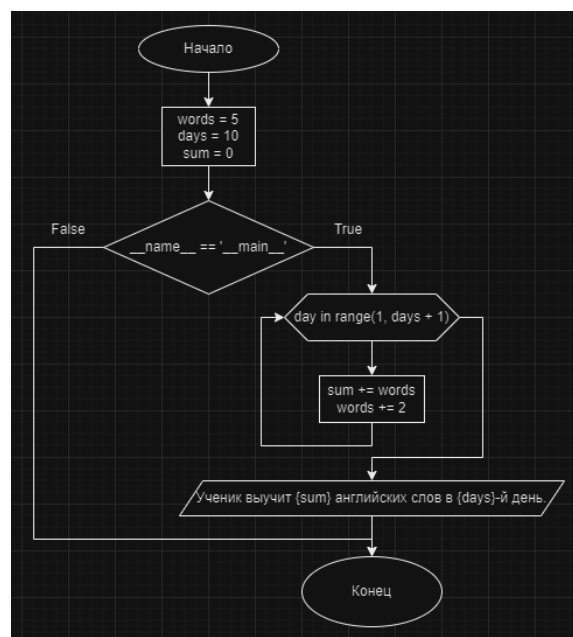 Начало
words = 5
days = 10
sum = 0
False
True
__name__ == '__main__'
day in range(1, days + 1)
sum += words
words += 2
Ученик выучит {sum} английских слов в {days}-й день.
Конец